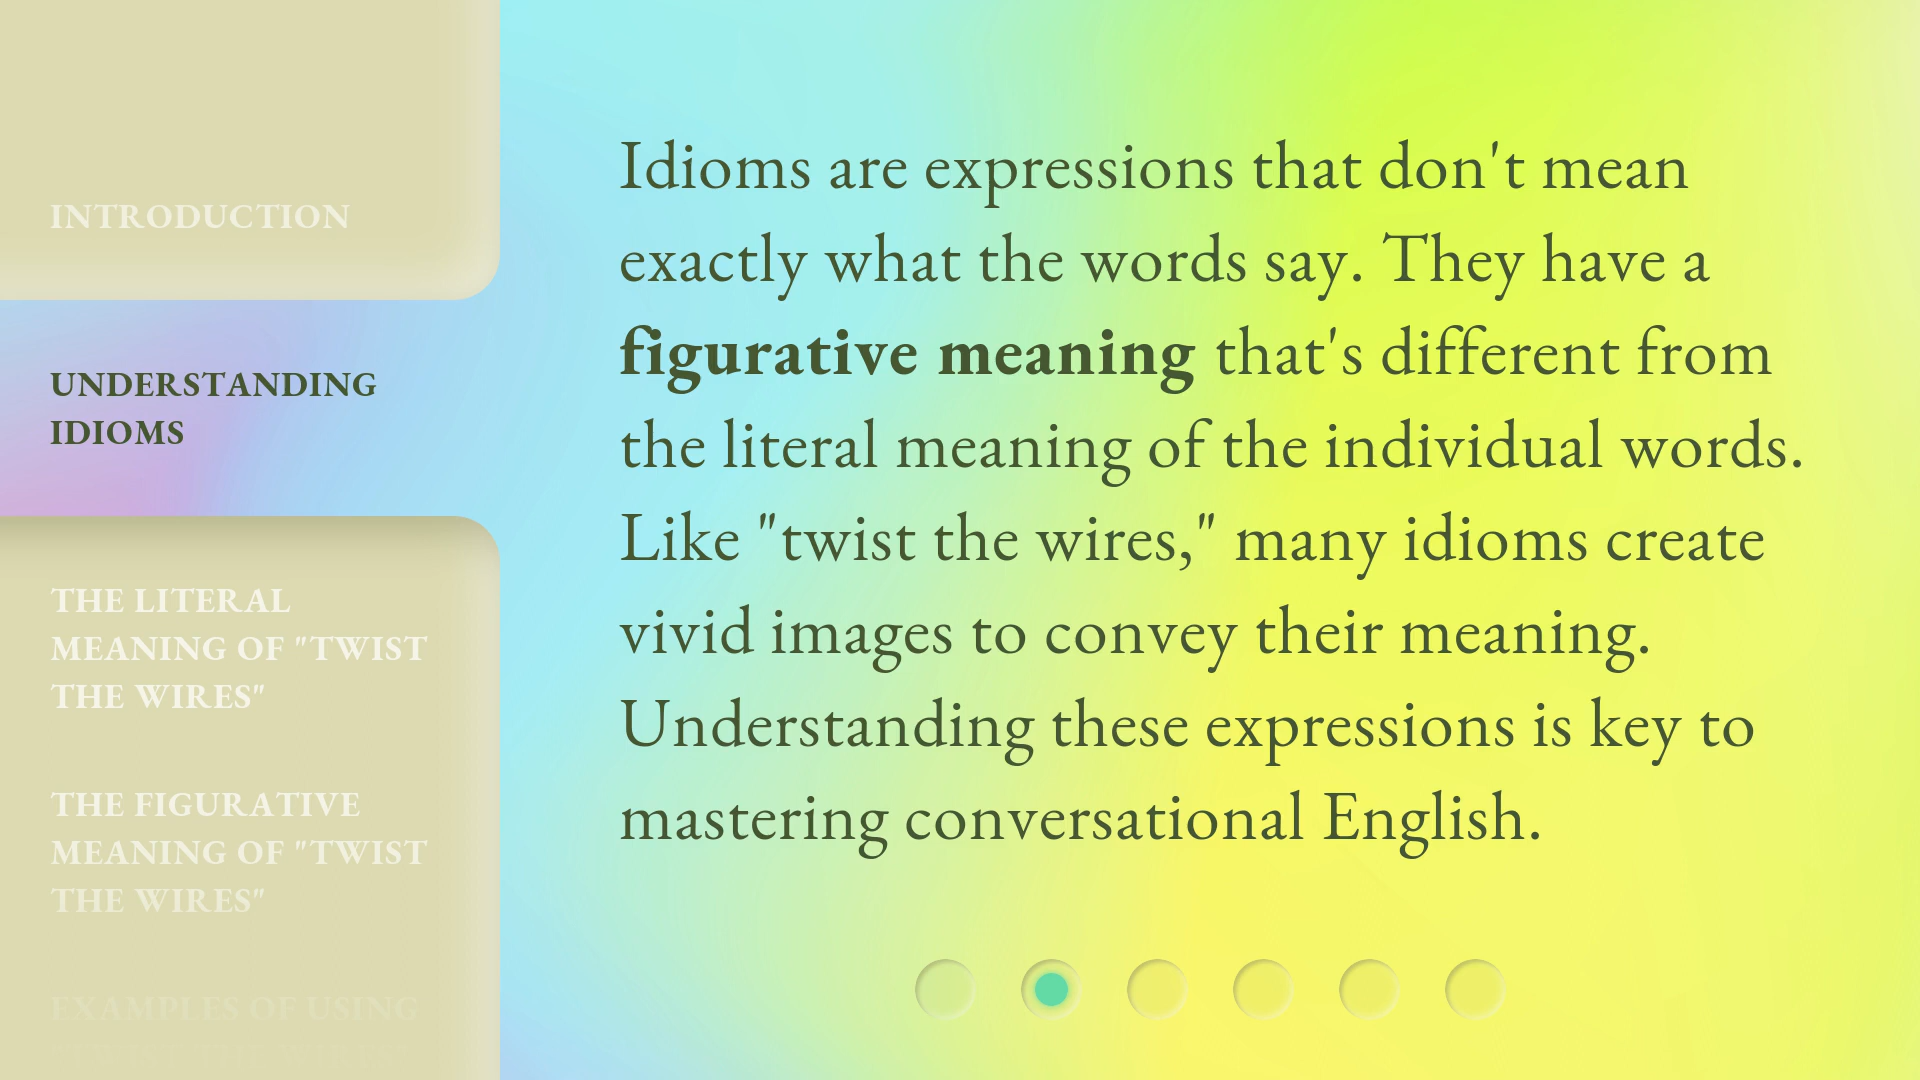 INTRODUCTION
UNDERSTANDING
IDIOMS
THE LITERAL
MEANING OF "TWIST
THE WIRES"
THE FIGURATIVE
MEANING OF "TWIST
THE WIRES"
EXAMPLES OF USING
Idioms are expressions that don't mean
exactly what the words say. They have a
figurative meaning that's different from
the literal meaning of the individual words.
Like "twist the wires," many idioms create
vivid images to convey their meaning.
Understanding these expressions is key to
mastering conversational English.